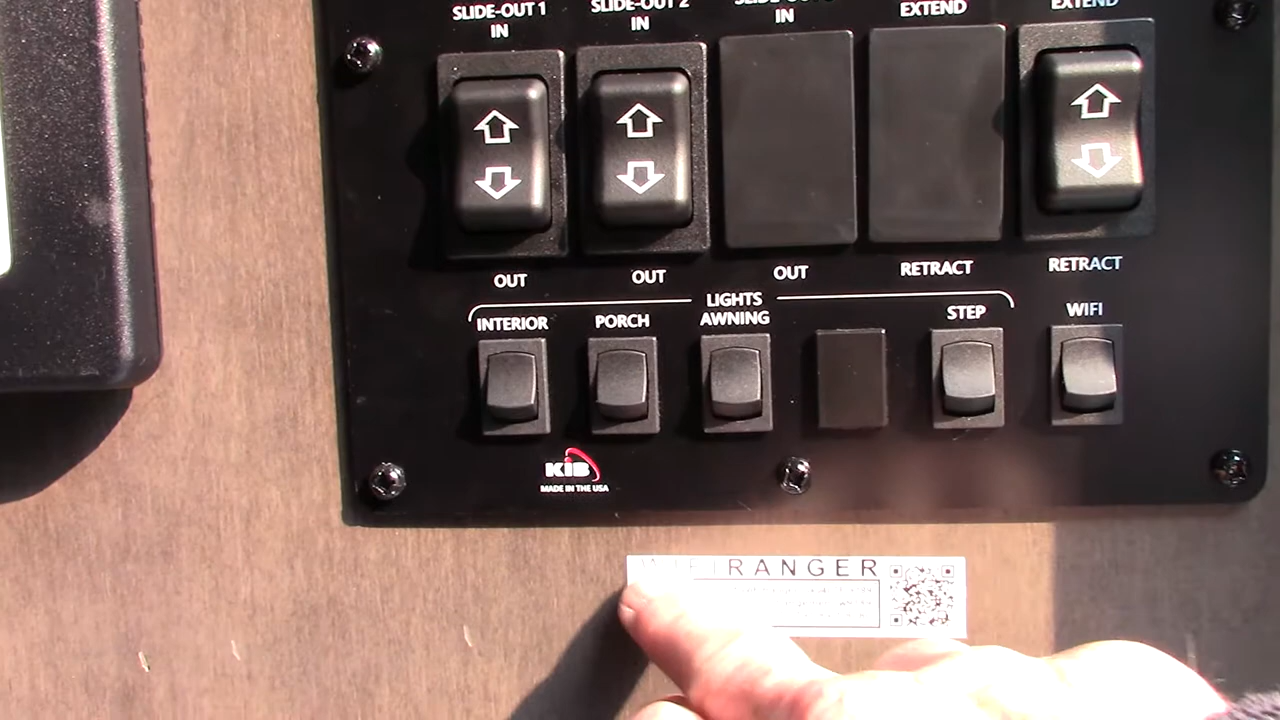 SLIDE-OUT 1 SLIDE-OUT 2 EXTEND EXTEND
IN IN IN
OUT OUT OUT RETRACT RETRACT
LIGHTS
INTERIOR PORCH AWNING STEP WIFI
KIB
MADE IN THE USA
WIFIRANGER